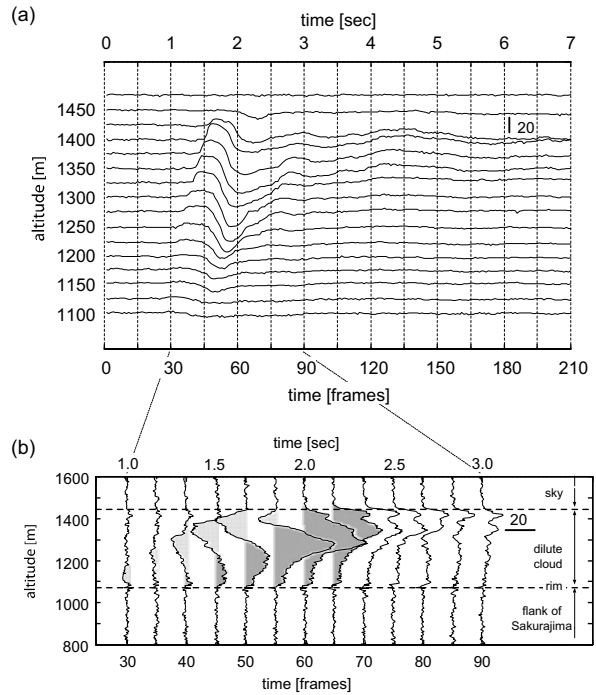 (a)
time [sec]
0 1 2 3 4 5 6 7
altitude [m]
1450
1400
1350
1300
1250
1200
1150
1100
20
0 30 60 90 120 150 180 210
time [frames]
(b)
time [sec]
1.0 1.5 2.0 2.5 3.0
altitude [m]
1600
1400
1200
1000
800
sky
20
dilute
cloud
rim
flank of
Sakurajima
30 40 50 60 70 80 90
time [frames]